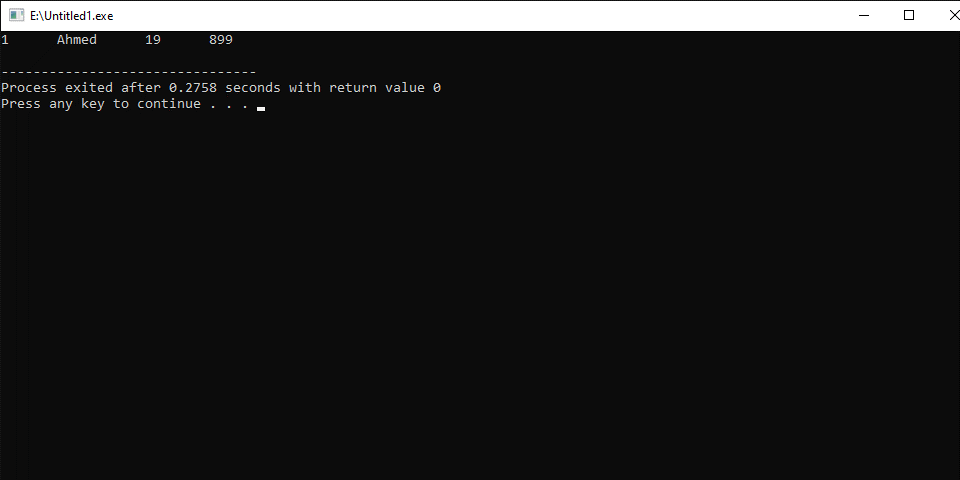 E:\Untitled1.exe
1      Ahmed      19      899
--------------------------------
Process exited after 0.2758 seconds with return value 0
Press any key to continue . . .